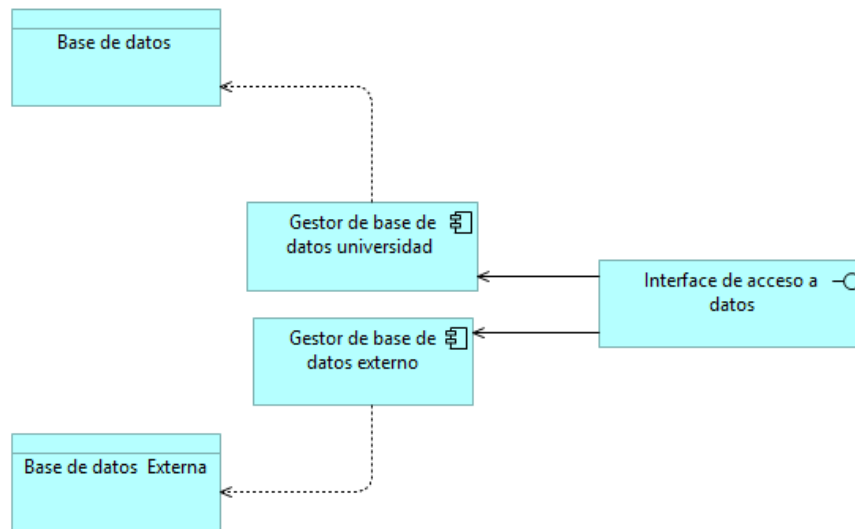 Base de datos
Gestor de base de
datos universidad
Interface de acceso a
datos
Gestor de base de
datos externo
Base de datos  Externa